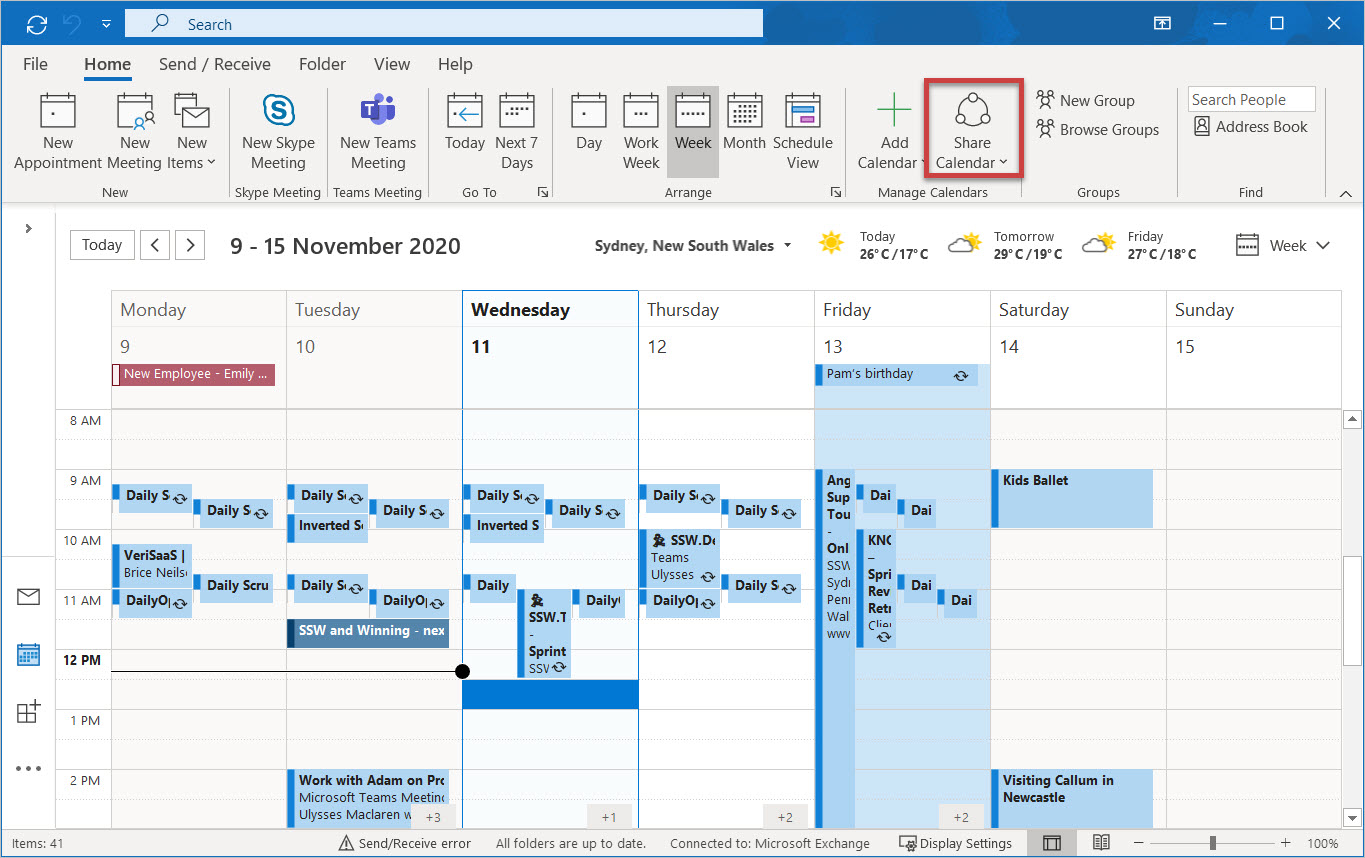 Search
File Home Send / Receive Folder View Help
New Appointment
New Meeting
New Items
New Skype Meeting
New Teams Meeting
Today
Next 7 Days
Day
Work Week
Week
Month
Schedule View
Add Calendar
Share Calendar
New Group
Browse Groups
Search People
Address Book
New
Skype Meeting
Teams Meeting
Go To
Arrange
Manage Calendars
Groups
Find
Today
9 - 15 November 2020
Sydney, New South Wales
Today
26°C/17°C
Tomorrow
29°C/19°C
Friday
27°C/18°C
Week
Monday Tuesday Wednesday Thursday Friday Saturday Sunday
9 10 11 12 13 14 15
New Employee - Emily ...
Pam's birthday
8 AM
9 AM
10 AM
11 AM
12 PM
1 PM
2 PM
Daily S
Daily S
VeriSaaS |
Brice Neils
Daily Scru
DailyO
Daily S
Daily S
Inverted S
Daily S
DailyO
SSW and Winning - nex
Work with Adam on Pro
Microsoft Teams Meeting
Ulysses Maclaren w
+3
Daily S
Daily S
Inverted S
Daily
SSW.T
-
Sprint
SSW
Daily
+1
Daily S
Daily S
SSW.De
Teams
Ulysses
Daily S
DailyO
+2
Ang
Sup
Tou
-
Onl
SSW
Sydn
Penn
Wal
www
Dai
Dai
KNC
–
Spri
Rev
Retr
Clie
Dai
Dai
+2
Kids Ballet
Visiting Callum in
Newcastle
Items: 41
Send/Receive error
All folders are up to date.
Connected to: Microsoft Exchange
Display Settings
100%